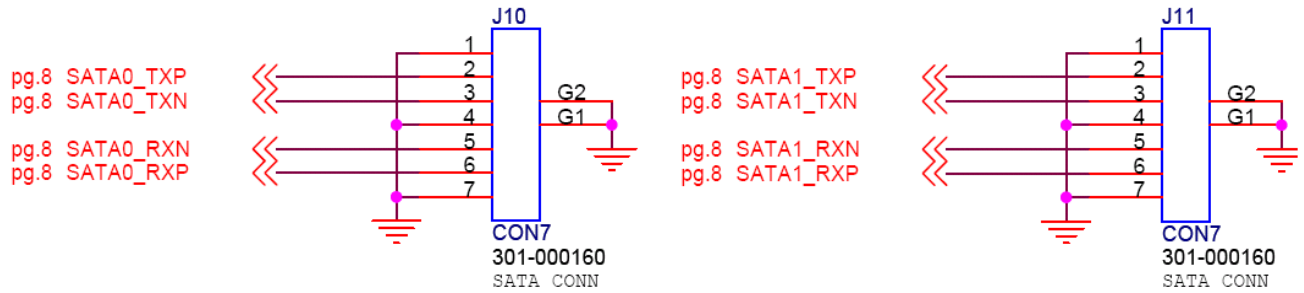 J10
1
pg.8 SATA0_TXP 2
pg.8 SATA0_TXN 3 G2
4 G1
pg.8 SATA0_RXN 5
pg.8 SATA0_RXP 6
7
CON7
301-000160
SATA CONN
J11
1
pg.8 SATA1_TXP 2
pg.8 SATA1_TXN 3 G2
4 G1
pg.8 SATA1_RXN 5
pg.8 SATA1_RXP 6
7
CON7
301-000160
SATA CONN